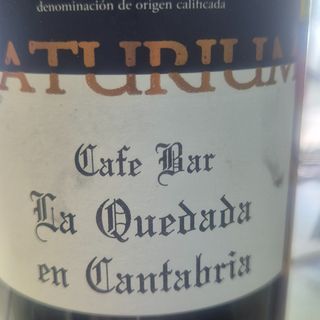 denominación de origen calificada
ATURIUM
Cafe Bar
La Quedada
en Cantabria